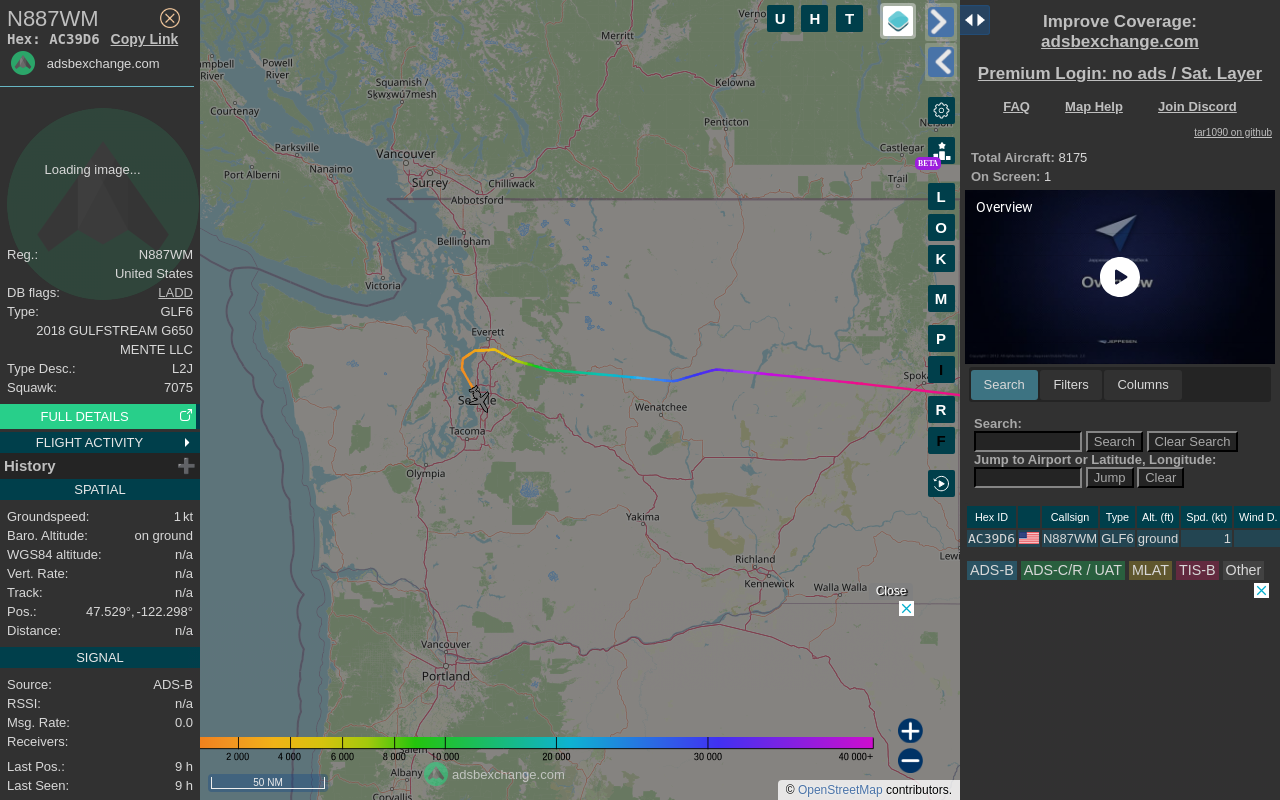 N887WM
Hex: AC39D6 Copy Link
adsbexchange.com
Loading image...
Reg.: N887WM
United States
DB flags: LADD
Type: GLF6
2018 GULFSTREAM G650
MENTE LLC
Type Desc.: L2J
Squawk: 7075
FULL DETAILS
FLIGHT ACTIVITY
History
SPATIAL
Groundspeed: 1 kt
Baro. Altitude: on ground
WGS84 altitude: n/a
Vert. Rate: n/a
Track: n/a
Pos.: 47.529°, -122.298°
Distance: n/a
SIGNAL
Source: ADS-B
RSSI: n/a
Msg. Rate: 0.0
Receivers:
Last Pos.: 9 h
Last Seen: 9 h
U H T
L
O
K
M
P
I
R
F
BETA
Merritt
Powell
River
River
Squamish /
Sḵwx̱wú7mesh
Kelowna
Courtenay
Penticton
Parksville
Vancouver
Castlegar
Nanaimo
Port Alberni
Surrey
Chilliwack
Trail
Abbotsford
Bellingham
Victoria
Everett
Wenatchee
Tacoma
Olympia
Yakima
Richland
Kennewick
Walla Walla
Vancouver
Portland
Albany
Corvallis
Close
2 000 4 000 6 000 8 000 10 000 20 000 30 000 40 000+
50 NM
adsbexchange.com
© OpenStreetMap contributors.
Improve Coverage:
adsbexchange.com
Premium Login: no ads / Sat. Layer
FAQ Map Help Join Discord
tar1090 on github
Total Aircraft: 8175
On Screen: 1
Overview
Search Filters Columns
Search:
Search Clear Search
Jump to Airport or Latitude, Longitude:
Jump Clear
Hex ID Callsign Type Alt. (ft) Spd. (kt) Wind D.
AC39D6 N887WM GLF6 ground 1
ADS-B ADS-C/R / UAT MLAT TIS-B Other